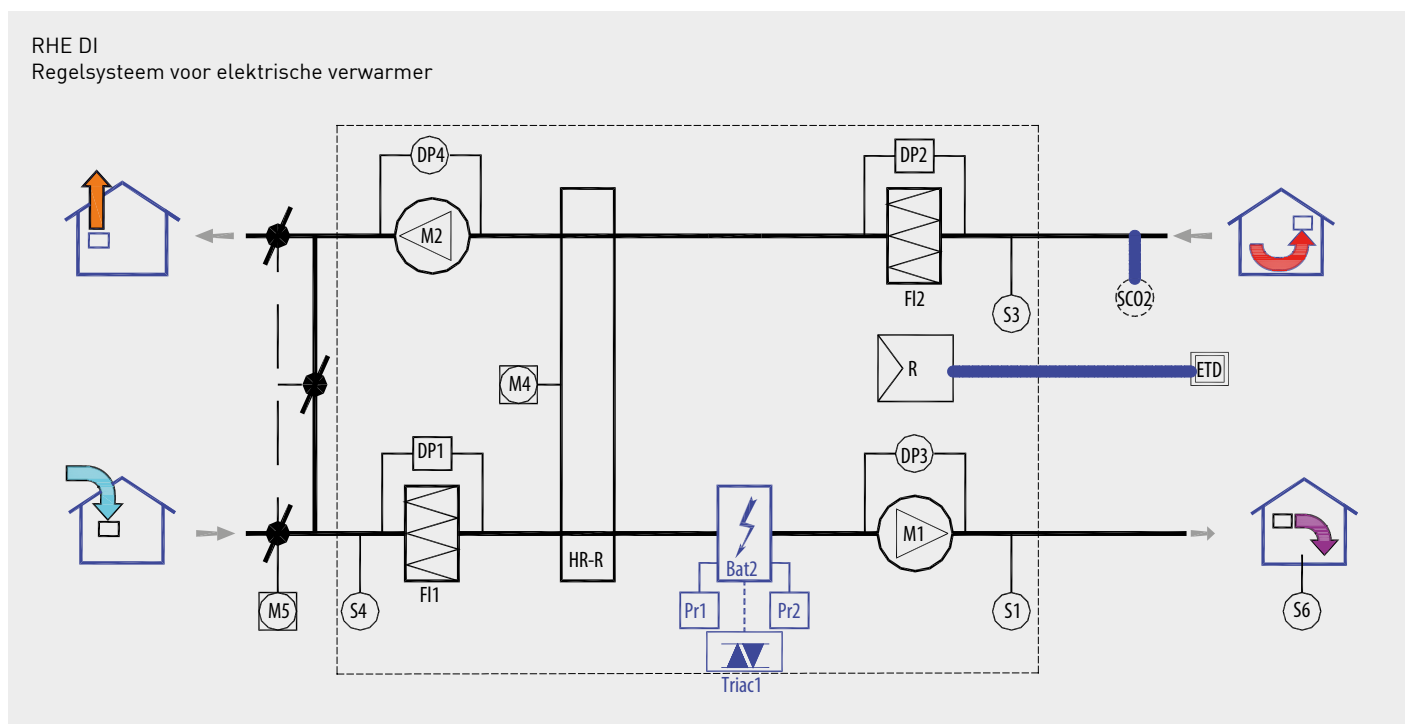 RHE DI
Regelsysteem voor elektrische verwarmer
DP4
DP2
M2
Fl2
S3
SCO2
M4
R
ETD
DP1
DP3
M1
HR-R
Bat2
Fl1
Pr1
Pr2
M5
S4
S1
S6
Triac1